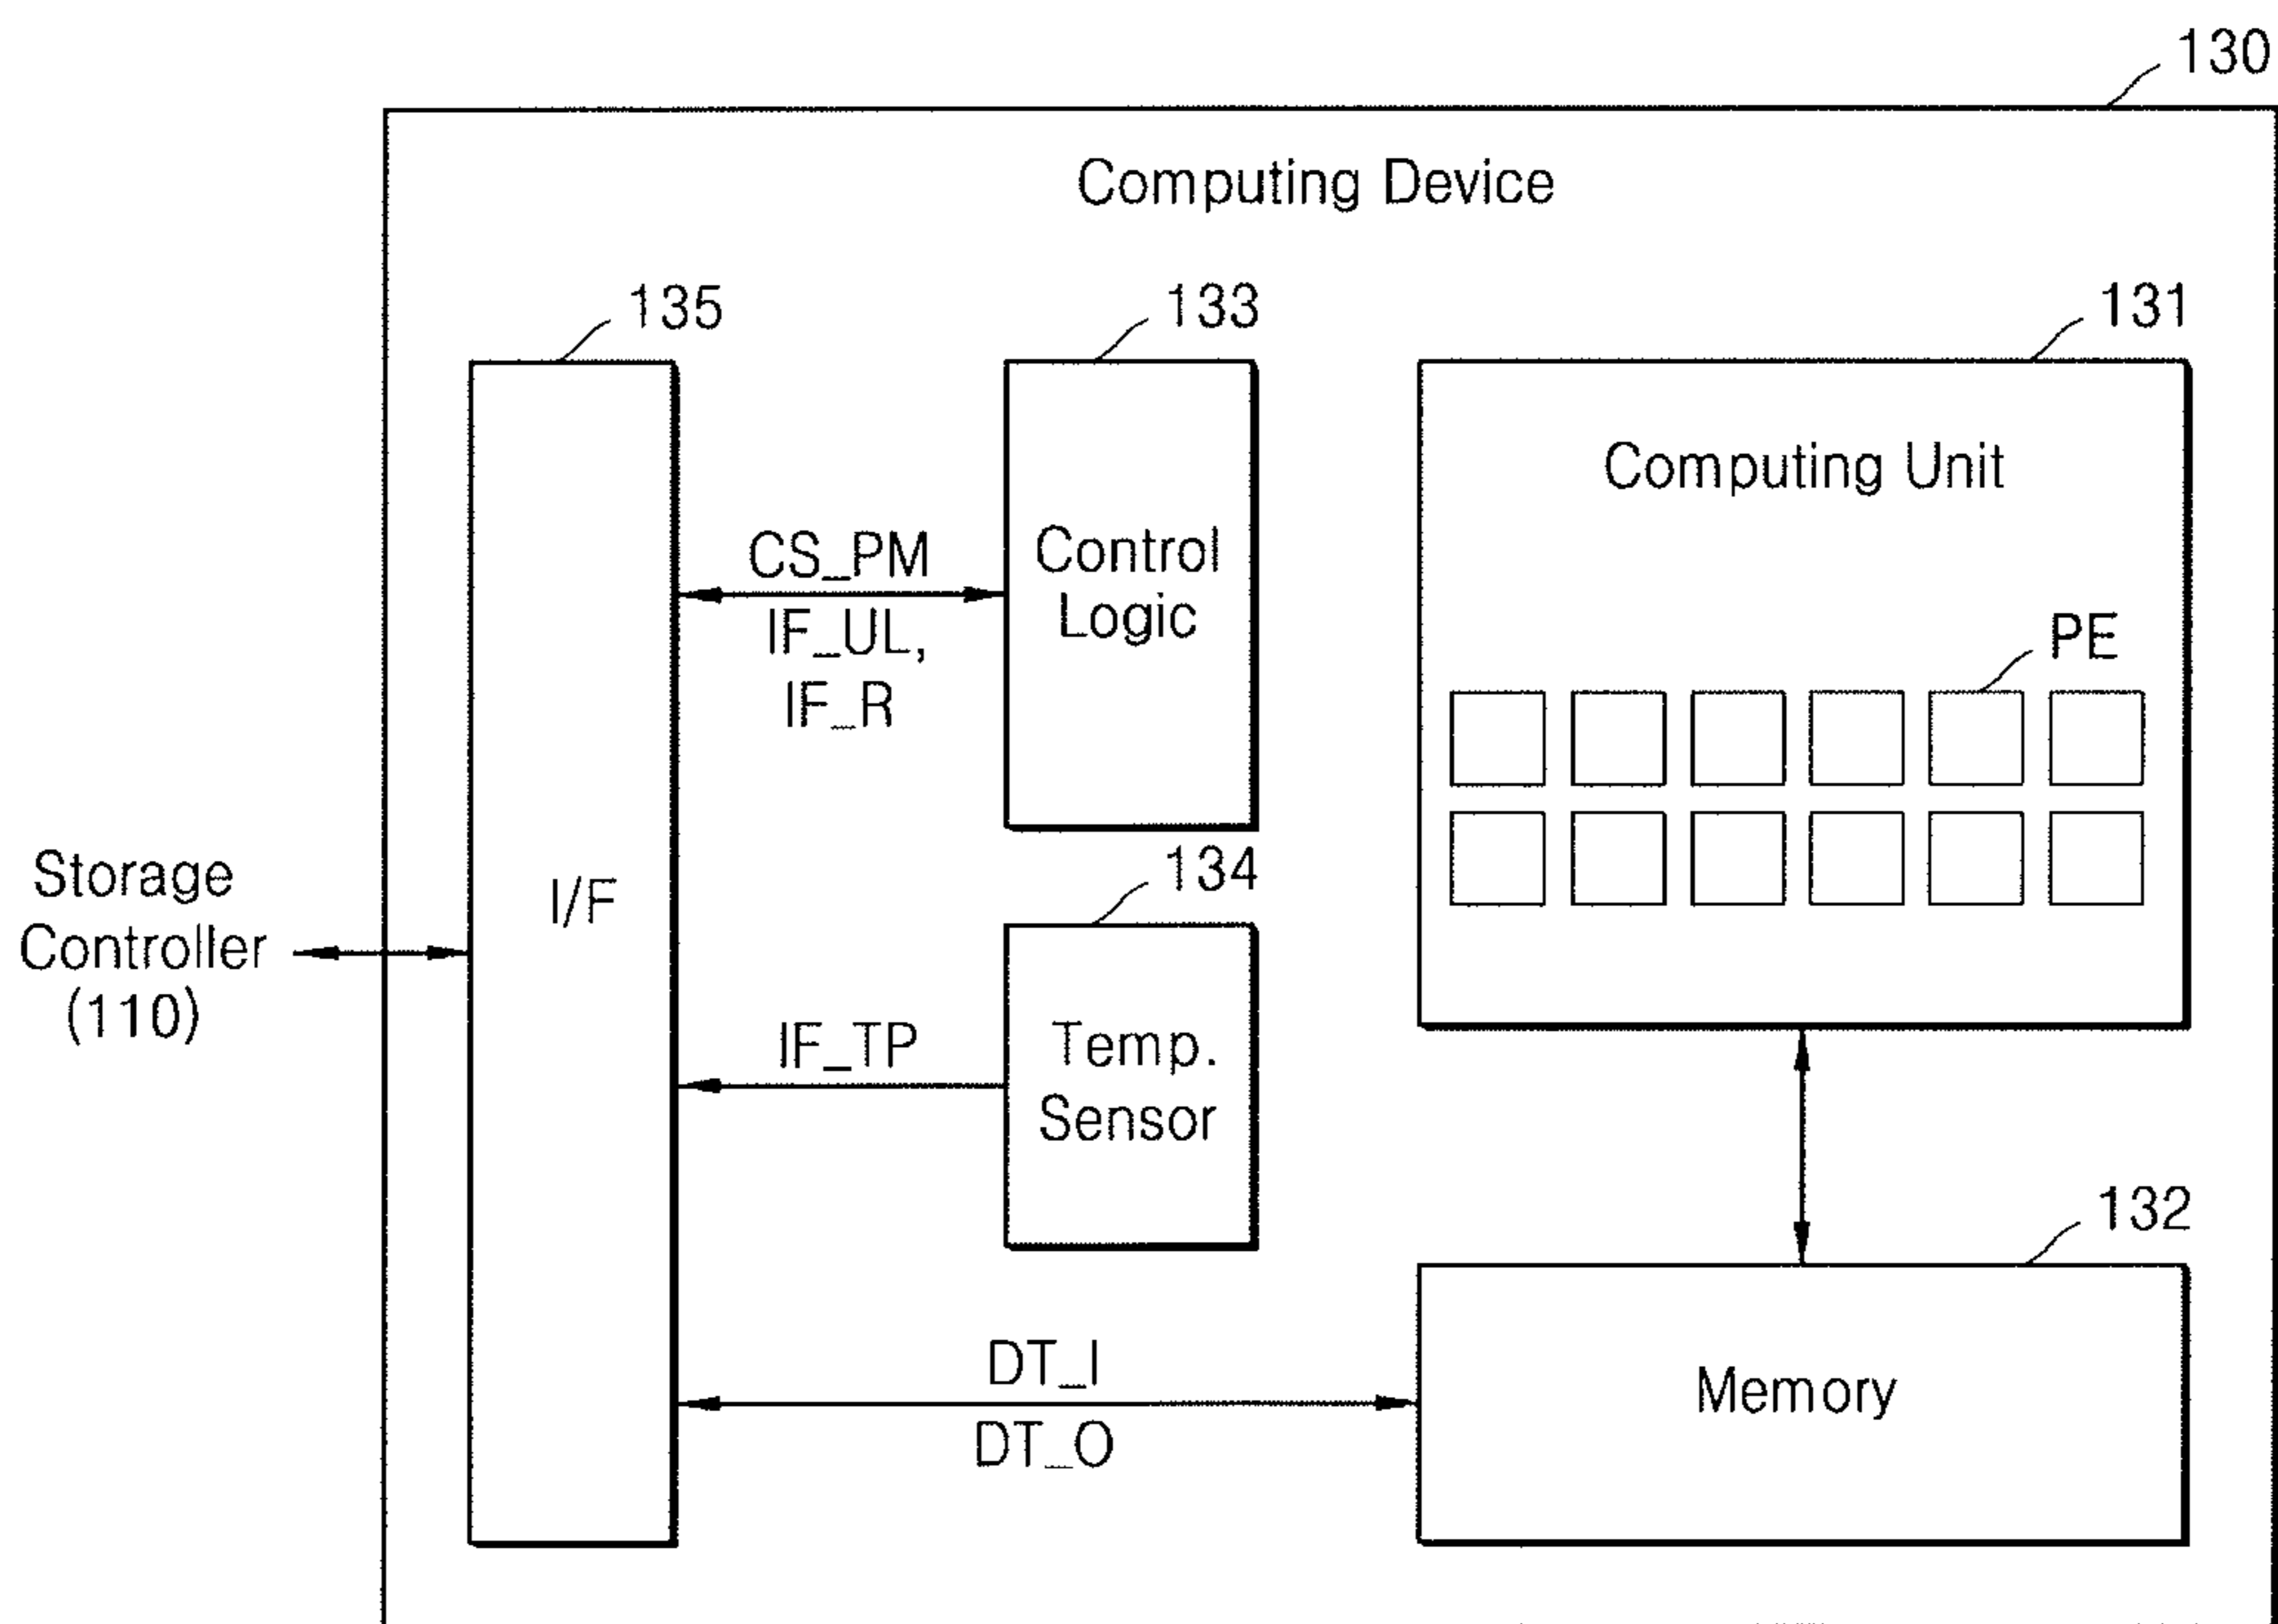 130
Computing Device
135
133
131
Computing Unit
CS_PM
IF_UL,
IF_R
Control
Logic
PE
Storage
Controller
(110)
I/F
134
IF_TP
Temp.
Sensor
132
DT_I
DT_O
Memory